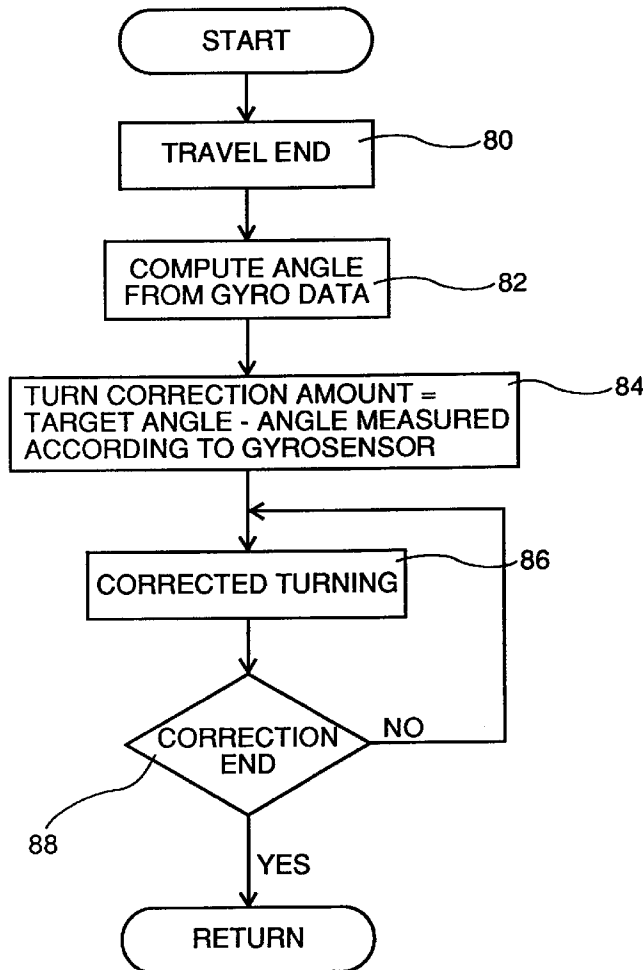 START
TRAVEL END
80
COMPUTE ANGLE
FROM GYRO DATA
82
TURN CORRECTION AMOUNT =
TARGET ANGLE - ANGLE MEASURED
ACCORDING TO GYROSENSOR
84
CORRECTED TURNING
86
CORRECTION
END
NO
88
YES
RETURN